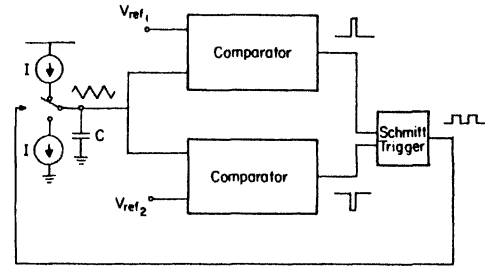 Vref1
Comparator
I
C
Schmitt
Trigger
I
Comparator
Vref2